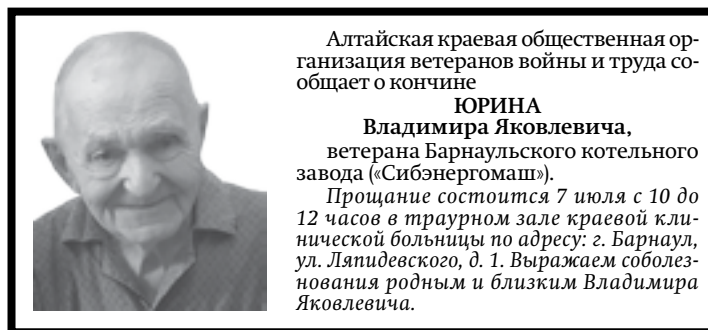 Алтайская краевая общественная ор-
ганизация ветеранов войны и труда со-
общает о кончине
ЮРИНА
Владимира Яковлевича,
ветерана Барнаульского котельного
завода («Сибэнергомаш»).
Прощание состоится 7 июля с 10 до
12 часов в траурном зале краевой кли-
нической больницы по адресу: г. Барнаул,
ул. Ляпидевского, д. 1. Выражаем соболез-
нования родным и близким Владимира
Яковлевича.